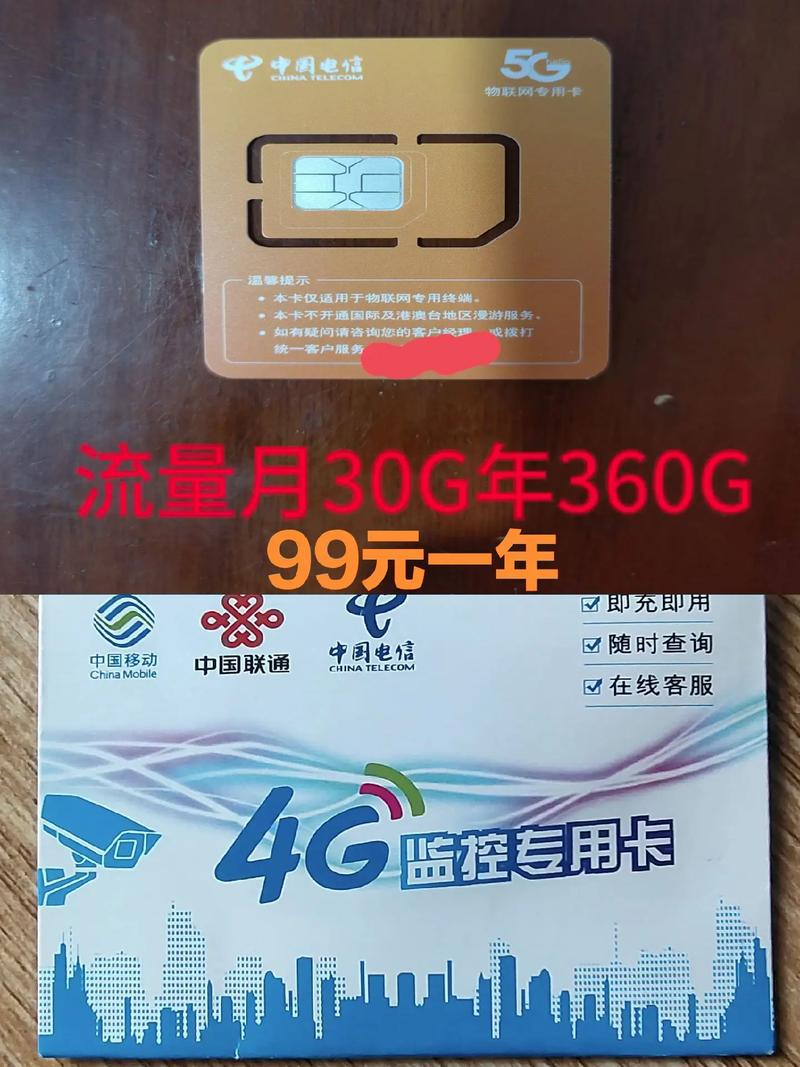 中国电信
CHINA TELECOM
5G
hello
物联网专用卡
温馨提示
• 本卡仅适用于物联网专用终端。
• 本卡不开通国际及港澳台地区漫游服务。
• 如有疑问请咨询您的客户经理，或拨打
统一客户服务
流量月30G年360G
99元一年
中国移动
China Mobile
中国联通
中国电信
CHINA TELECOM
即充即用
随时查询
在线客服
4G监控专用卡